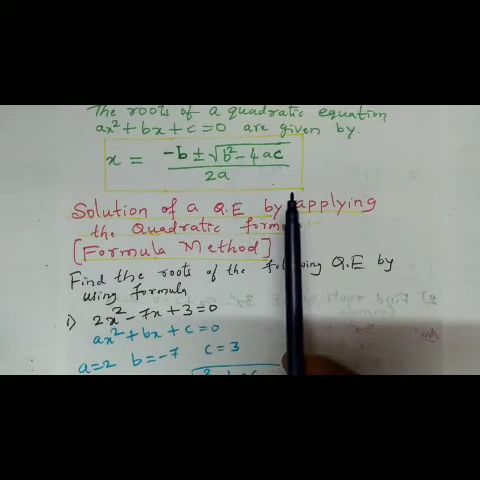 The roots of a quadratic equation
ax² + bx + c = 0 are given by.
x = -b ± √b² - 4ac / 2a
Solution of a Q.E by applying
the Quadratic
[Formula Method]
Find the roots of the Q.E by
using formula
i) 2x² - 7x + 3 = 0
ax² + bx + c = 0
a = 2 b = -7 c = 3